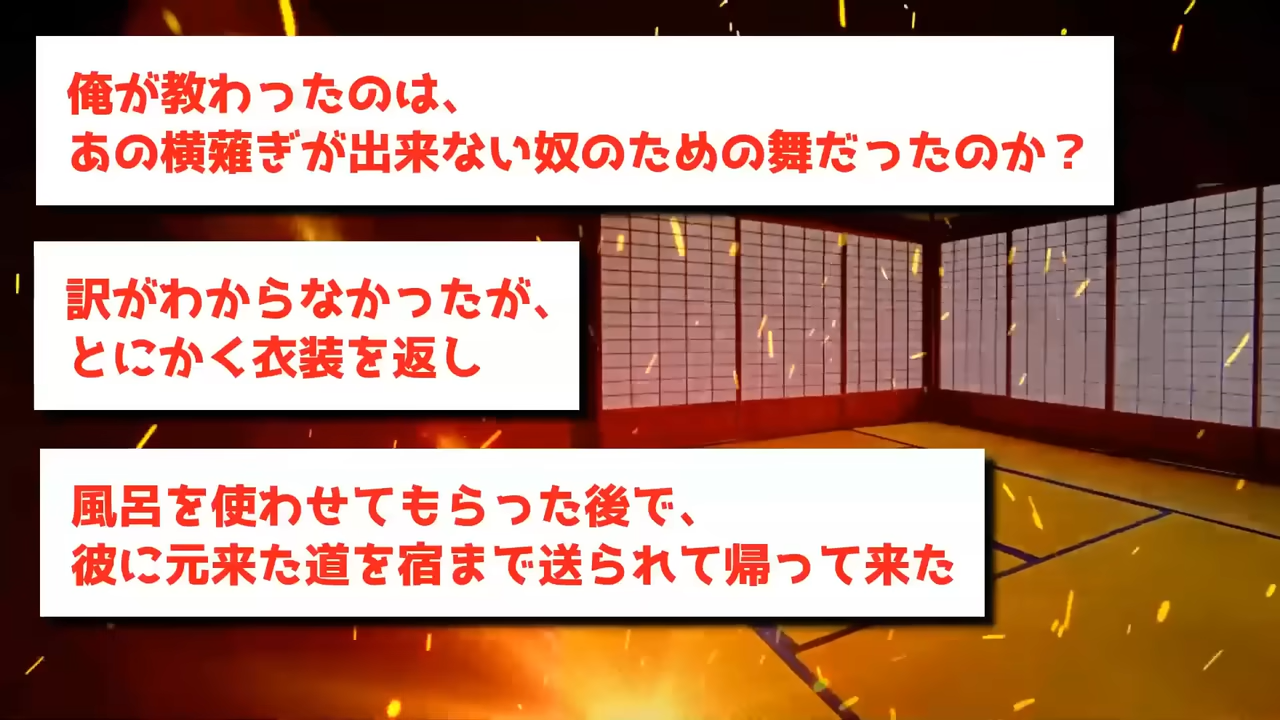 俺が教わったのは、
あの横薙ぎが出来ない奴のための舞だったのか？
訳がわからなかったが、
とにかく衣装を返し
風呂を使わせてもらった後で、
彼に元来た道を宿まで送られて帰って来た